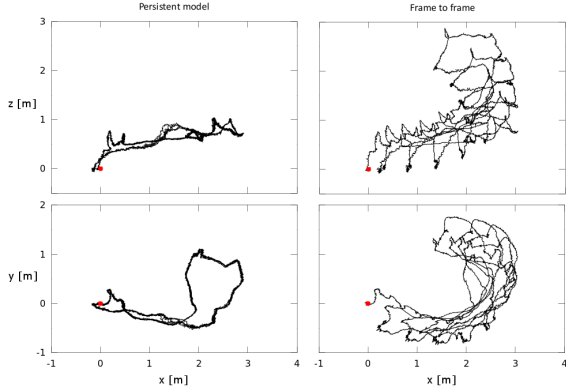 Persistent model Frame to frame
3
2
z [m]
1
0
2
1
y [m]
0
-1
-1 0 1 2 3 4 -1 0 1 2 3 4
x [m] x [m]